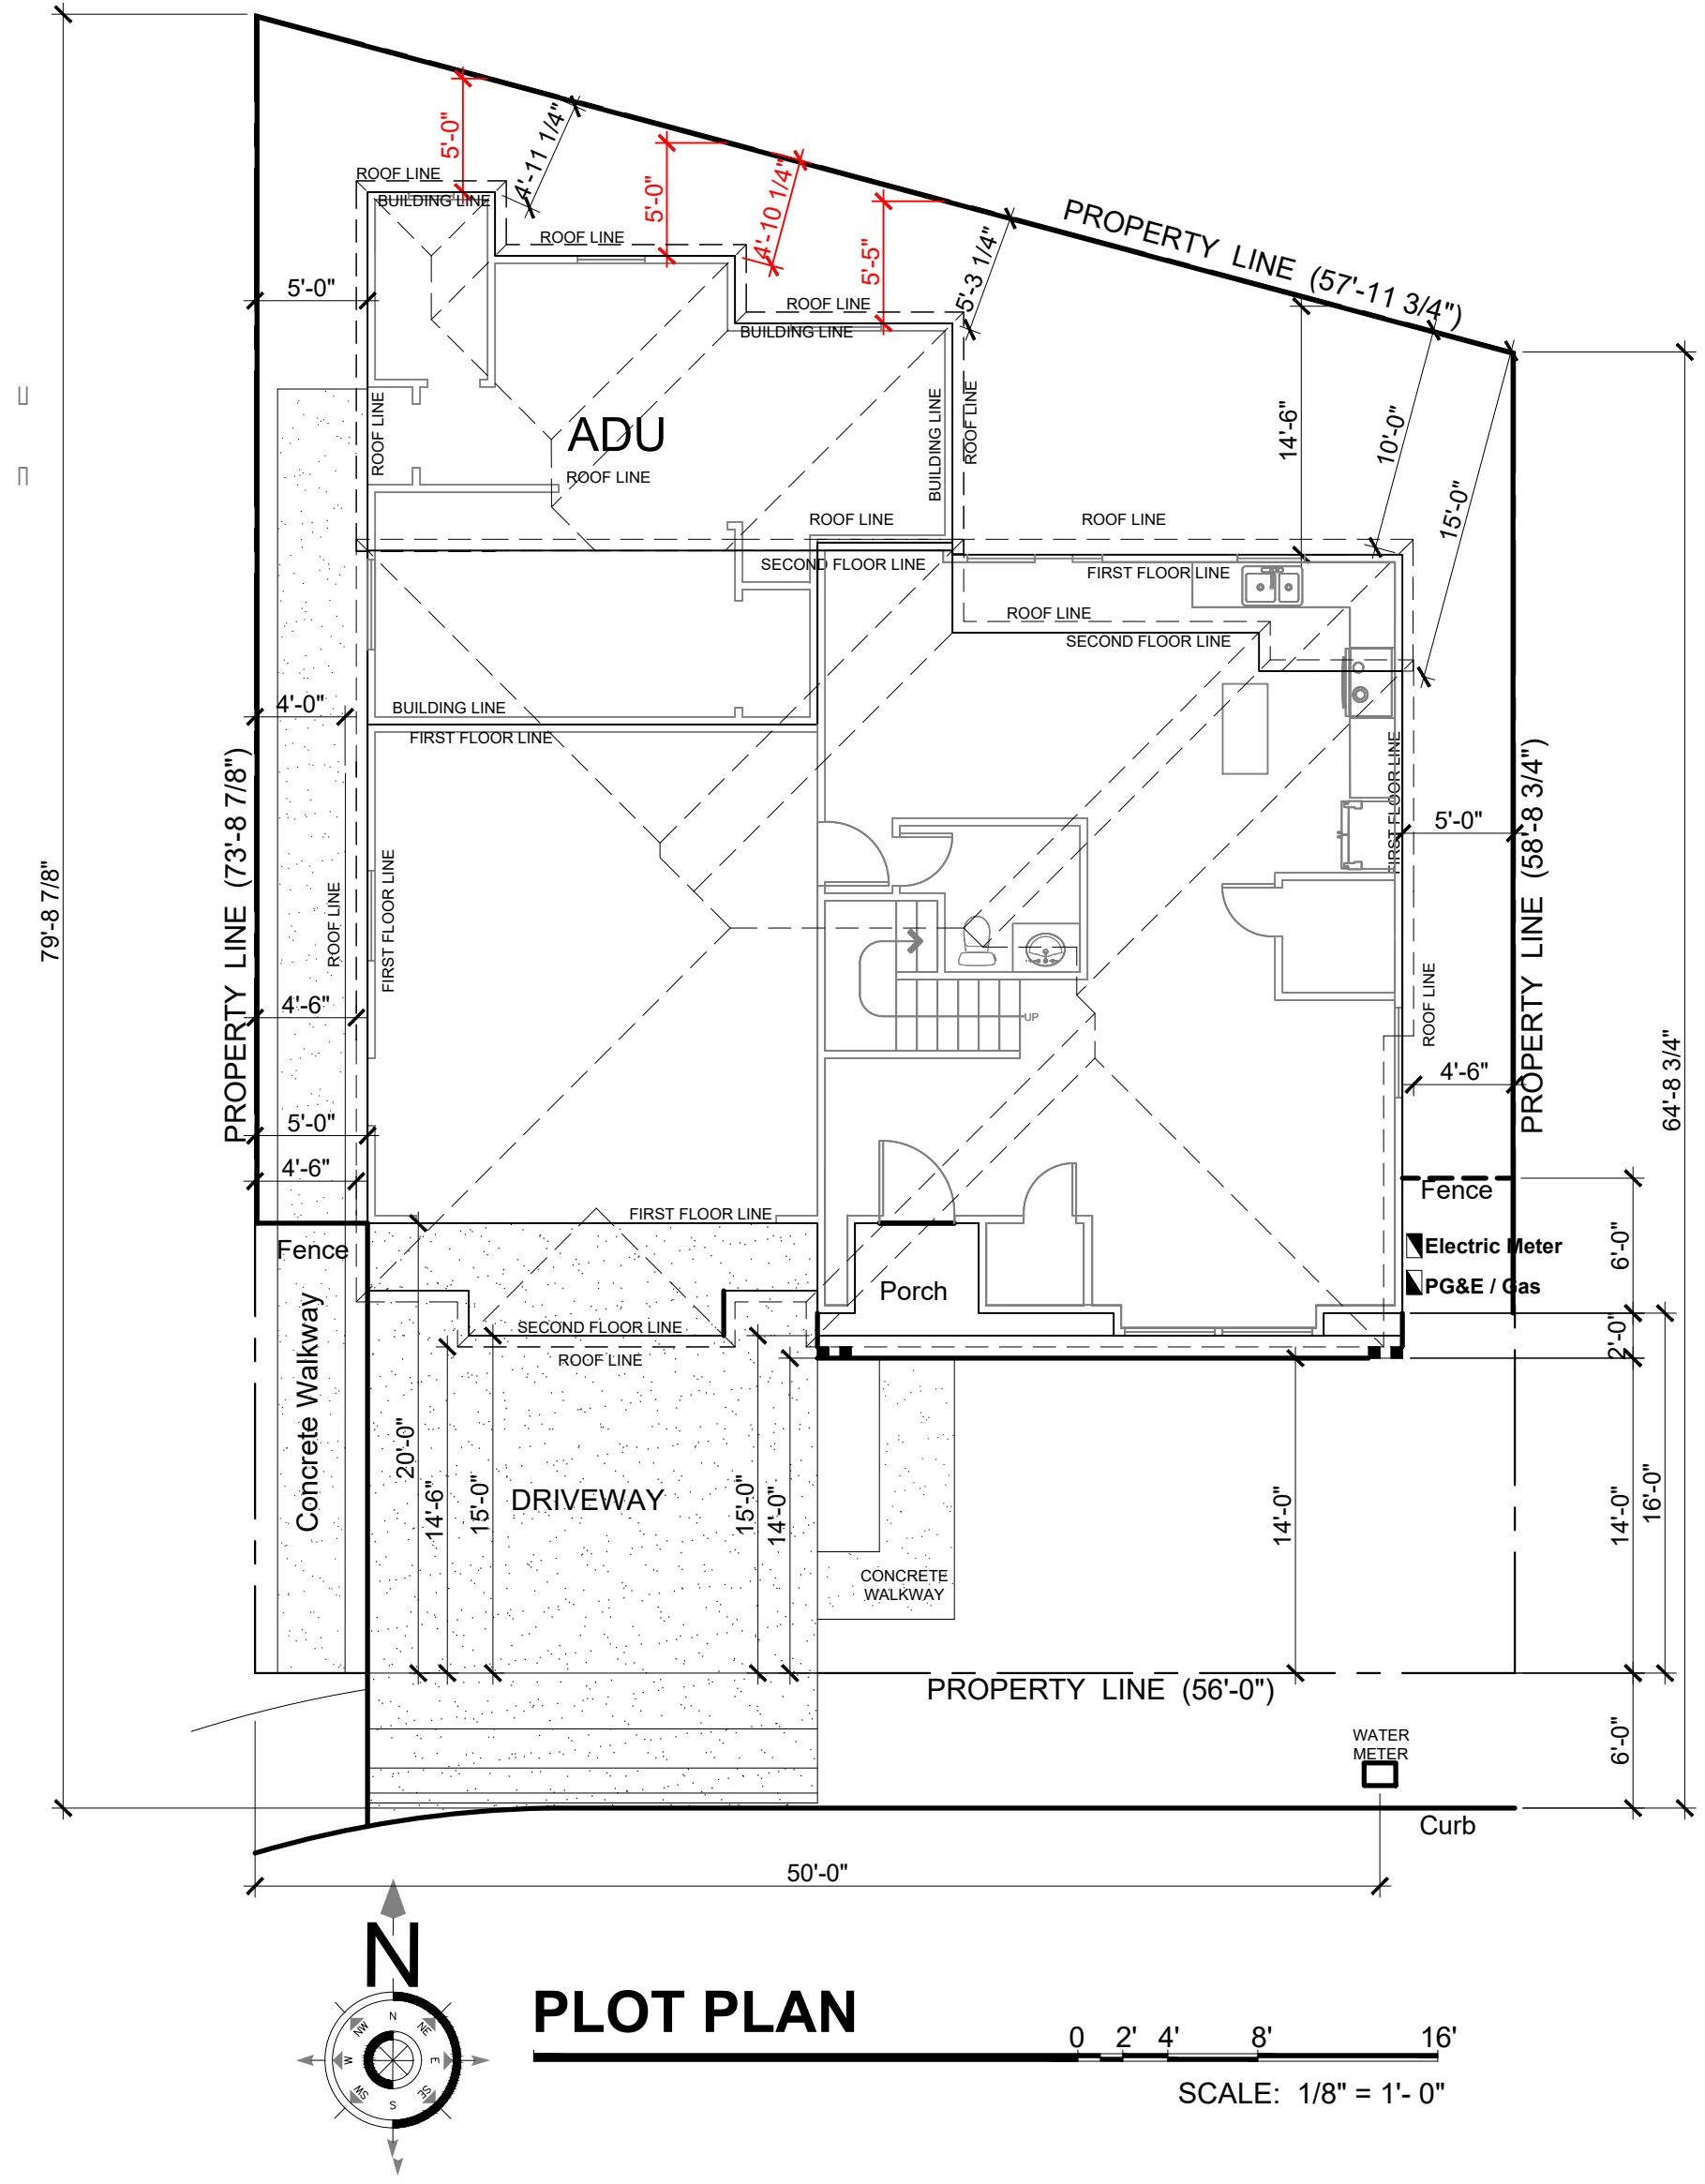 5'-0"
4'-11 1/4"
ROOF LINE
BUILDING LINE
5'-0"
4'-10 1/4"
ROOF LINE
5'-5"
5'-3 1/4"
PROPERTY LINE (57'-11 3/4")
5'-0"
ROOF LINE
BUILDING LINE
ROOF LINE
ADU
ROOF LINE
BUILDING LINE
ROOF LINE
14'-6"
10'-0"
15'-0"
ROOF LINE
ROOF LINE
SECOND FLOOR LINE
FIRST FLOOR LINE
ROOF LINE
SECOND FLOOR LINE
4'-0"
BUILDING LINE
FIRST FLOOR LINE
79'-8 7/8"
PROPERTY LINE (73'-8 7/8")
ROOF LINE
FIRST FLOOR LINE
FIRST FLOOR LINE
5'-0"
PROPERTY LINE (58'-8 3/4")
ROOF LINE
64'-8 3/4"
4'-6"
UP
4'-6"
5'-0"
4'-6"
Fence
FIRST FLOOR LINE
Fence
Electric Meter
PG&E / Gas
6'-0"
Porch
SECOND FLOOR LINE
ROOF LINE
2'-0"
Concrete Walkway
20'-0"
14'-6"
15'-0"
DRIVEWAY
15'-0"
14'-0"
14'-0"
14'-0"
16'-0"
CONCRETE
WALKWAY
PROPERTY LINE (56'-0")
WATER
METER
6'-0"
Curb
50'-0"
N
N
NE
E
SE
S
SW
W
NW
PLOT PLAN
0 2' 4' 8' 16'
SCALE: 1/8" = 1'- 0"